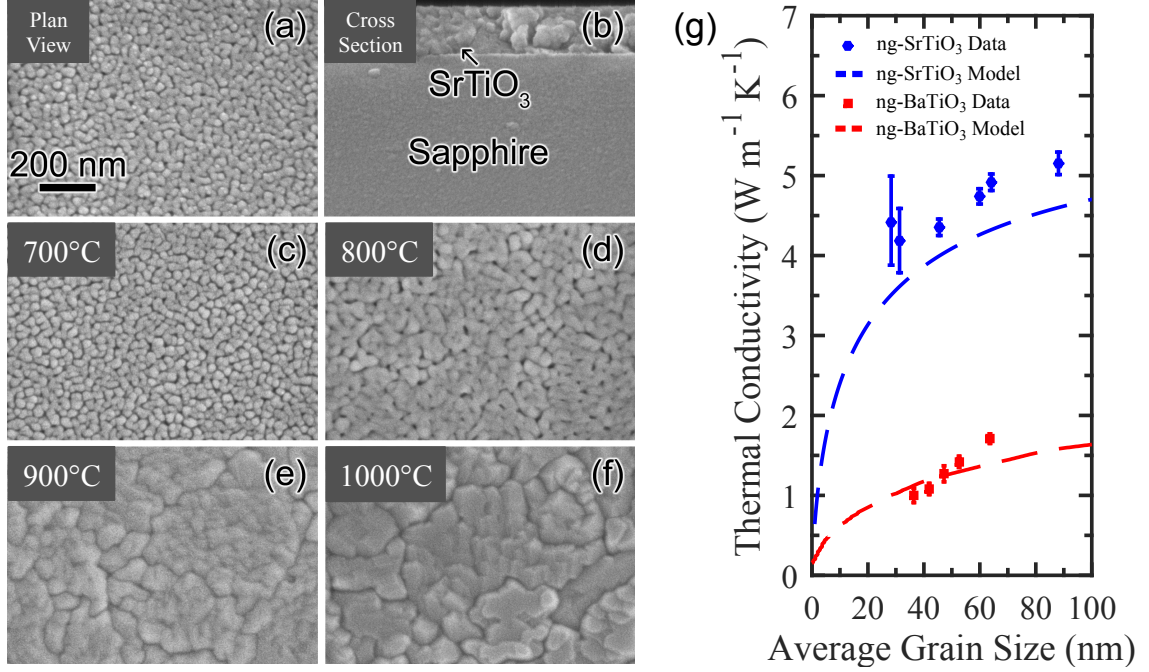 Plan
View
(a)
200 nm
Cross
Section
(b)
SrTiO₃
Sapphire
700°C
(c)
800°C
(d)
900°C
(e)
1000°C
(f)
(g)
ng-SrTiO₃ Data
ng-SrTiO₃ Model
ng-BaTiO₃ Data
ng-BaTiO₃ Model
Thermal Conductivity (W m⁻¹ K⁻¹)
7
6
5
4
3
2
1
0
0 20 40 60 80 100
Average Grain Size (nm)